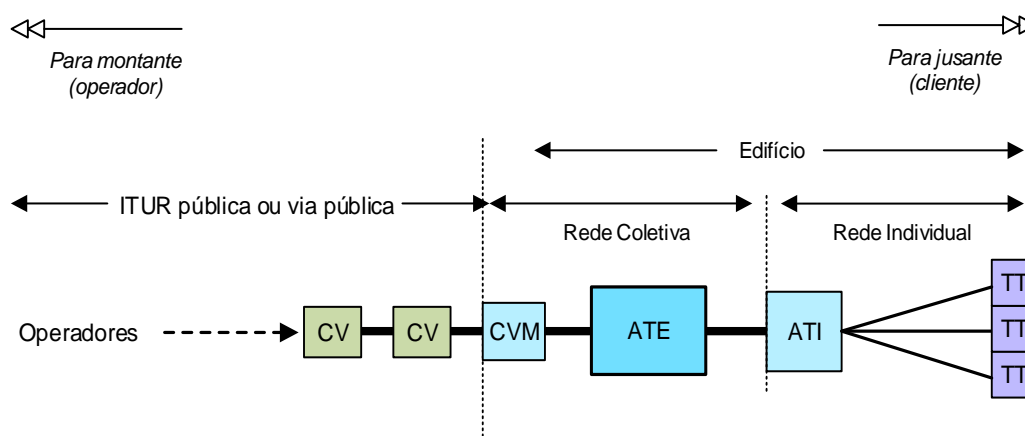 Para montante
(operador)
Para jusante
(cliente)
Edifício
ITUR pública ou via pública
Rede Coletiva
Rede Individual
Operadores
CV
CV
CVM
ATE
ATI
TT
TT
TT